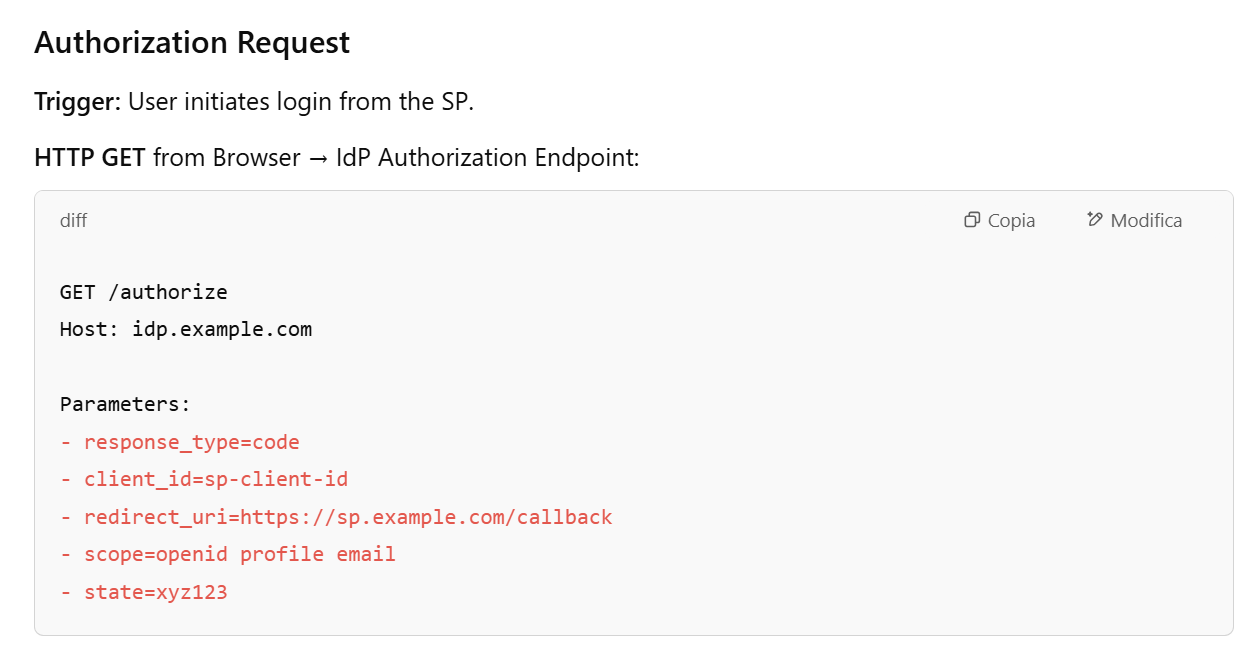 Authorization Request
Trigger: User initiates login from the SP.
HTTP GET from Browser → IdP Authorization Endpoint:
diff
Copia
Modifica
GET /authorize
Host: idp.example.com
Parameters:
- response_type=code
- client_id=sp-client-id
- redirect_uri=https://sp.example.com/callback
- scope=openid profile email
- state=xyz123